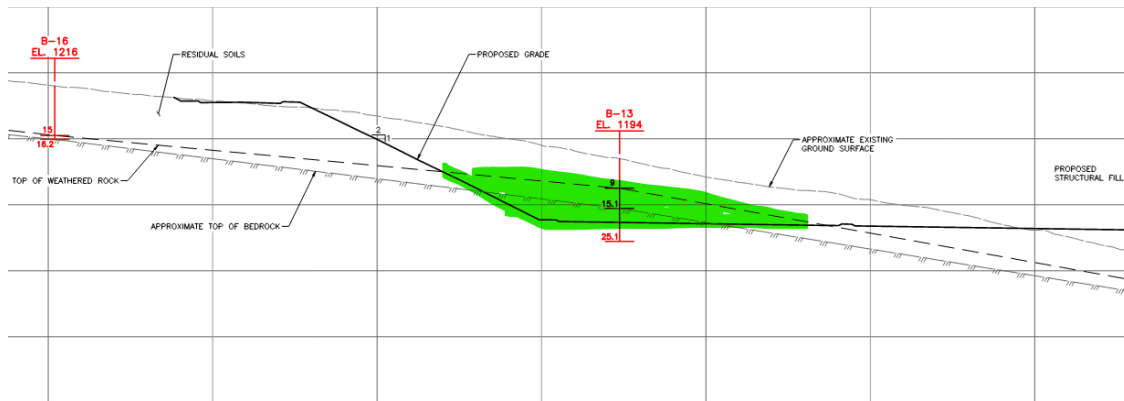 B-16
EL. 1216
RESIDUAL SOILS
PROPOSED GRADE
B-13
EL. 1194
2
1
15
16.2
APPROXIMATE EXISTING
GROUND SURFACE
PROPOSED
STRUCTURAL FILL
TOP OF WEATHERED ROCK
9
15.1
APPROXIMATE TOP OF BEDROCK
25.1